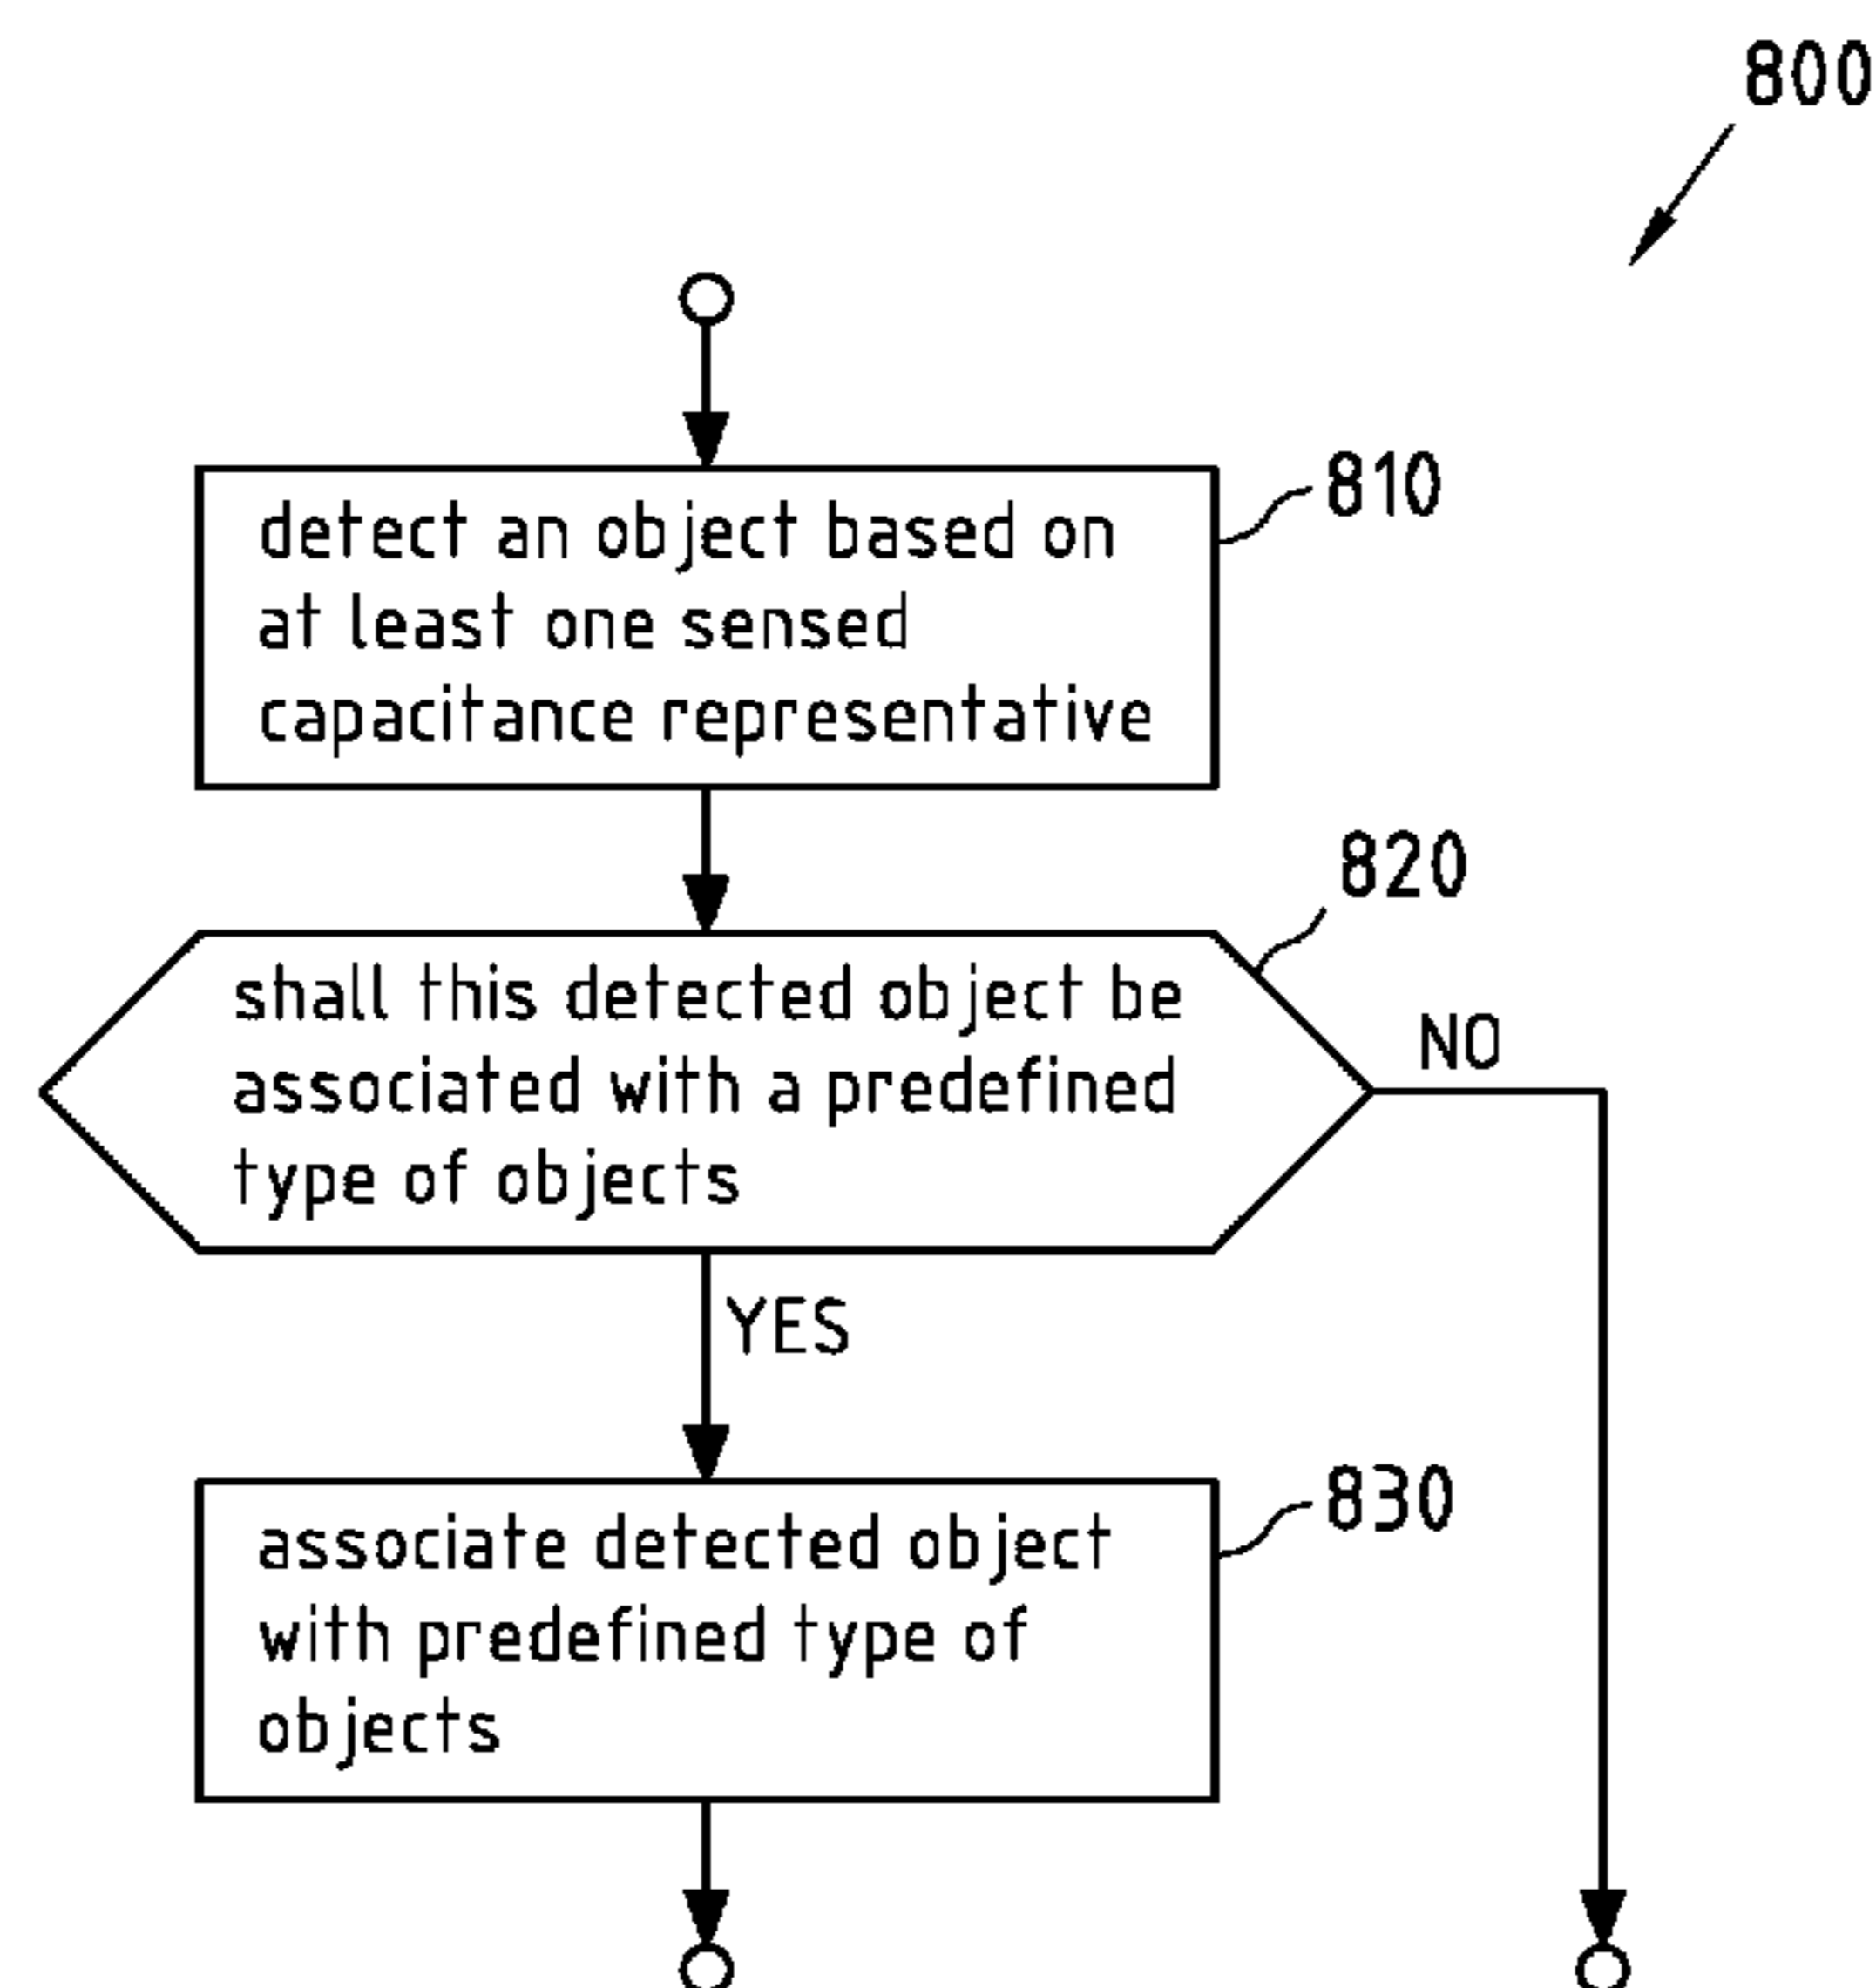 800
detect an object based on
at least one sensed
capacitance representative
810
820
shall this detected object be
associated with a predefined
type of objects
NO
YES
associate detected object
with predefined type of
objects
830